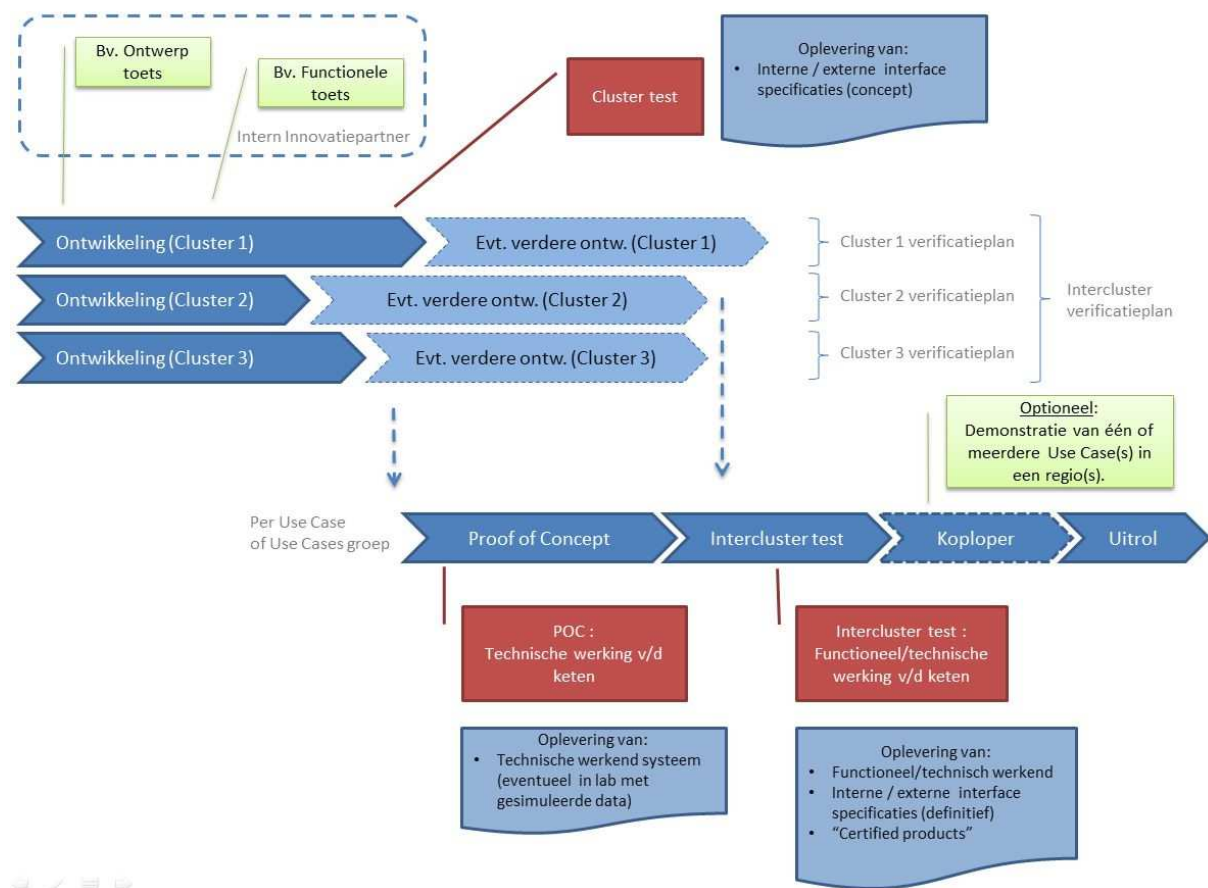 Bv. Ontwerp
toets
Bv. Functionele
toets
Intern Innovatiepartner
Cluster test
Oplevering van:
• Interne / externe interface
specificaties (concept)
Ontwikkeling (Cluster 1)
Evt. verdere ontw. (Cluster 1)
Cluster 1 verificatieplan
Ontwikkeling (Cluster 2)
Evt. verdere ontw. (Cluster 2)
Cluster 2 verificatieplan
Ontwikkeling (Cluster 3)
Evt. verdere ontw. (Cluster 3)
Cluster 3 verificatieplan
Intercluster
verificatieplan
Optioneel:
Demonstratie van één of
meerdere Use Case(s) in
een regio(s).
Per Use Case
of Use Cases groep
Proof of Concept
Intercluster test
Koploper
Uitrol
POC :
Technische werking v/d
keten
Intercluster test :
Functioneel/technische
werking v/d keten
Oplevering van:
• Technische werkend systeem
(eventueel in lab met
gesimuleerde data)
Oplevering van:
• Functioneel/technisch werkend
• Interne / externe interface
specificaties (definitief)
• “Certified products”